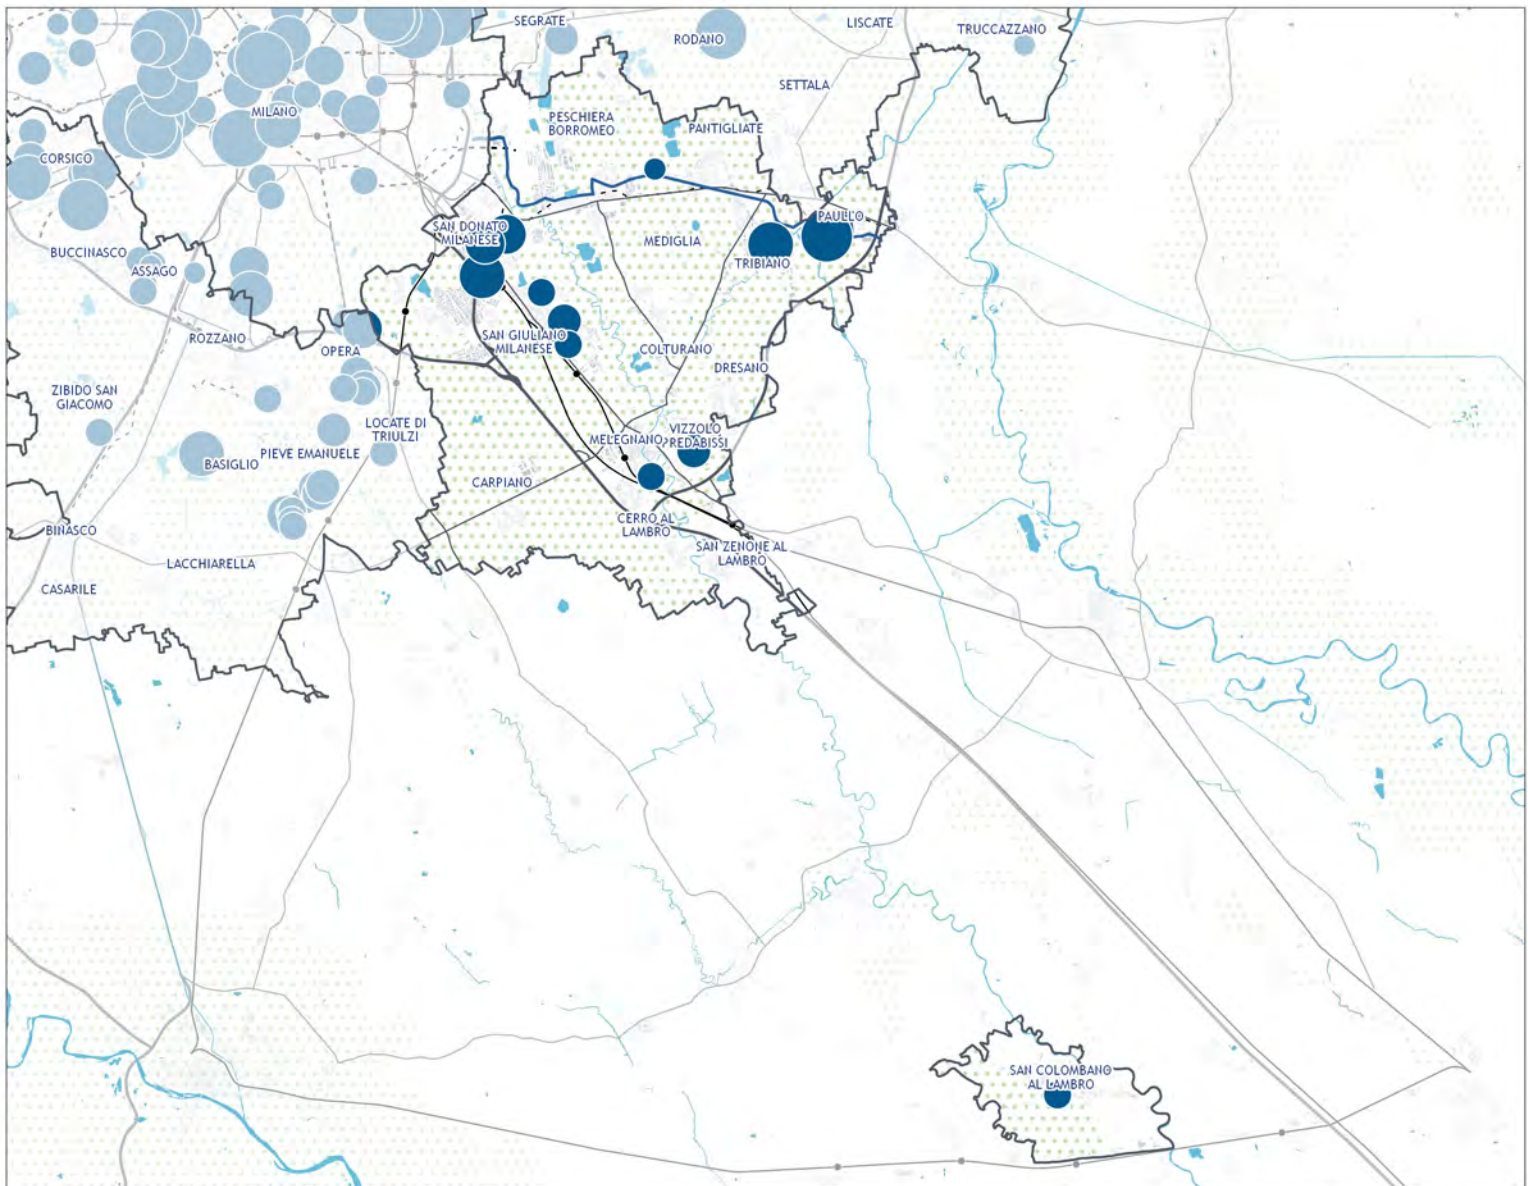 SEGRATE
LISCATE
TRUCCAZZANO
RODANO
SETTALA
MILANO
PESCHIERA
BORROMEO
PANTIGLIATE
CORSICO
PAULLO
SAN DONATO
MILANESE
MEDIGLIA
BUCCINASCO
TRIBIANO
ASSAGO
ROZZANO
SAN GIULIANO
MILANESE
OPERA
COLTURANO
DRESANO
ZIBIDO SAN
GIACOMO
LOCATE DI
TRIULZI
VIZZOLO
PREDABISSI
MELEGNANO
PIEVE EMANUELE
BASIGLIO
CARPIANO
CERRO AL
LAMBRO
BINASCO
SAN ZENONE AL
LAMBRO
LACCHIARELLA
CASARILE
SAN COLOMBANO
AL LAMBRO